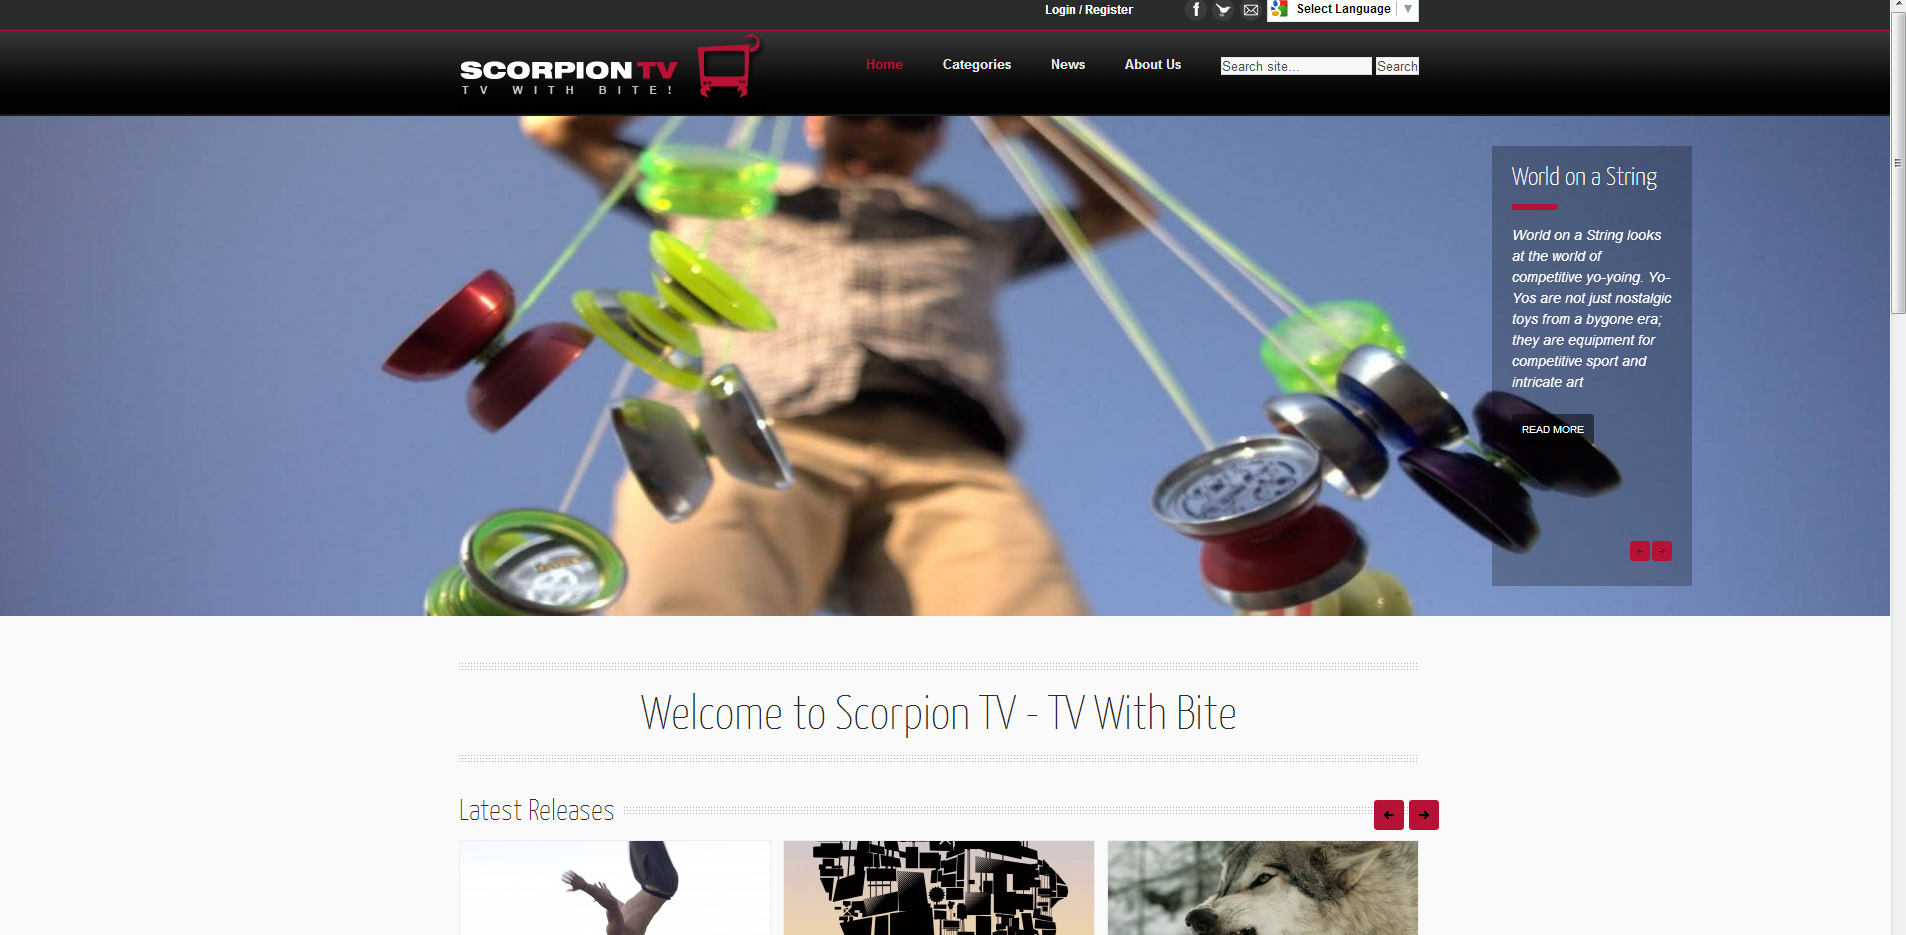 Login / Register
Select Language
SCORPION TV
TV WITH BITE!
Home
Categories
News
About Us
Search site...
Search
World on a String
World on a String looks
at the world of
competitive yo-yoing. Yo-
Yos are not just nostalgic
toys from a bygone era;
they are equipment for
competitive sport and
intricate art
READ MORE
Welcome to Scorpion TV - TV With Bite
Latest Releases